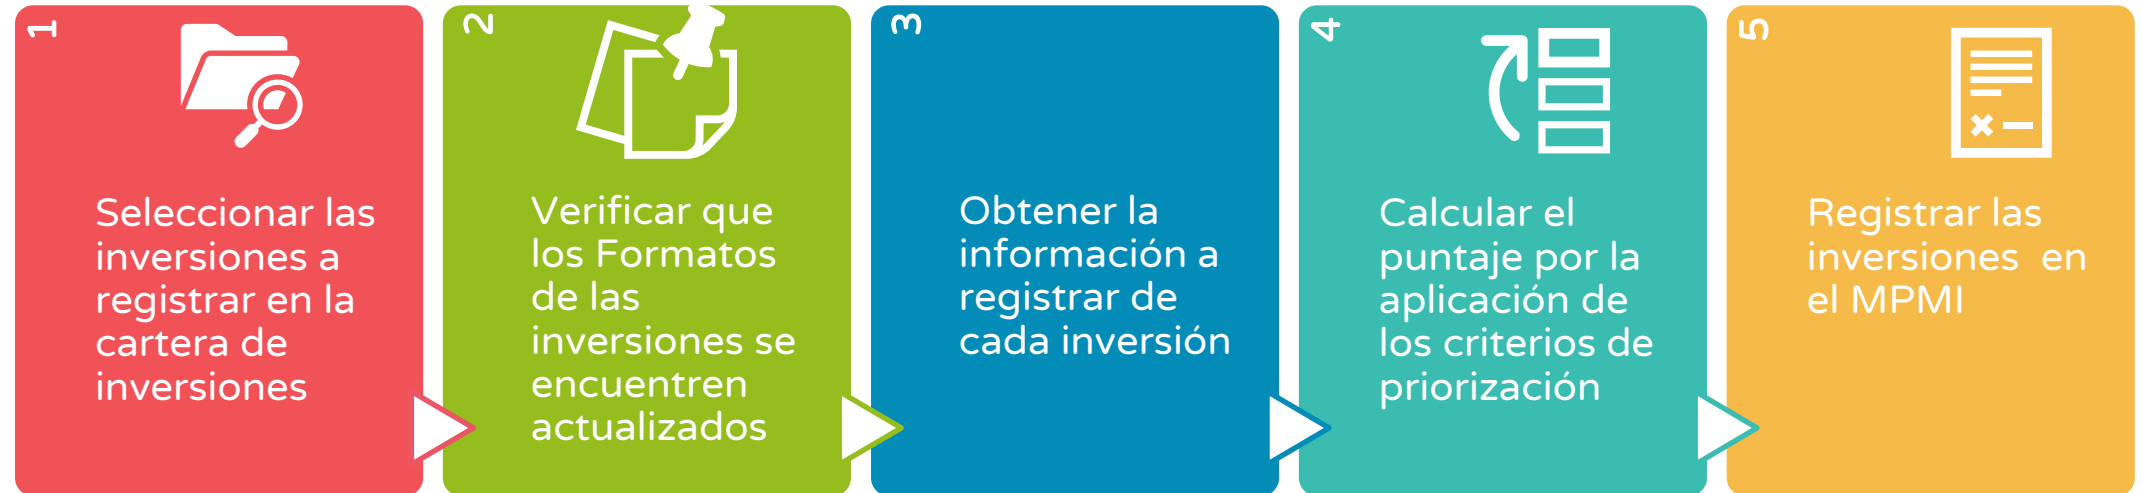 1
Seleccionar las
inversiones a
registrar en la
cartera de
inversiones
2
Verificar que
los Formatos
de las
inversiones se
encuentren
actualizados
3
Obtener la
información a
registrar de
cada inversión
4
Calcular el
puntaje por la
aplicación de
los criterios de
priorización
5
Registrar las
inversiones en
el MPMI